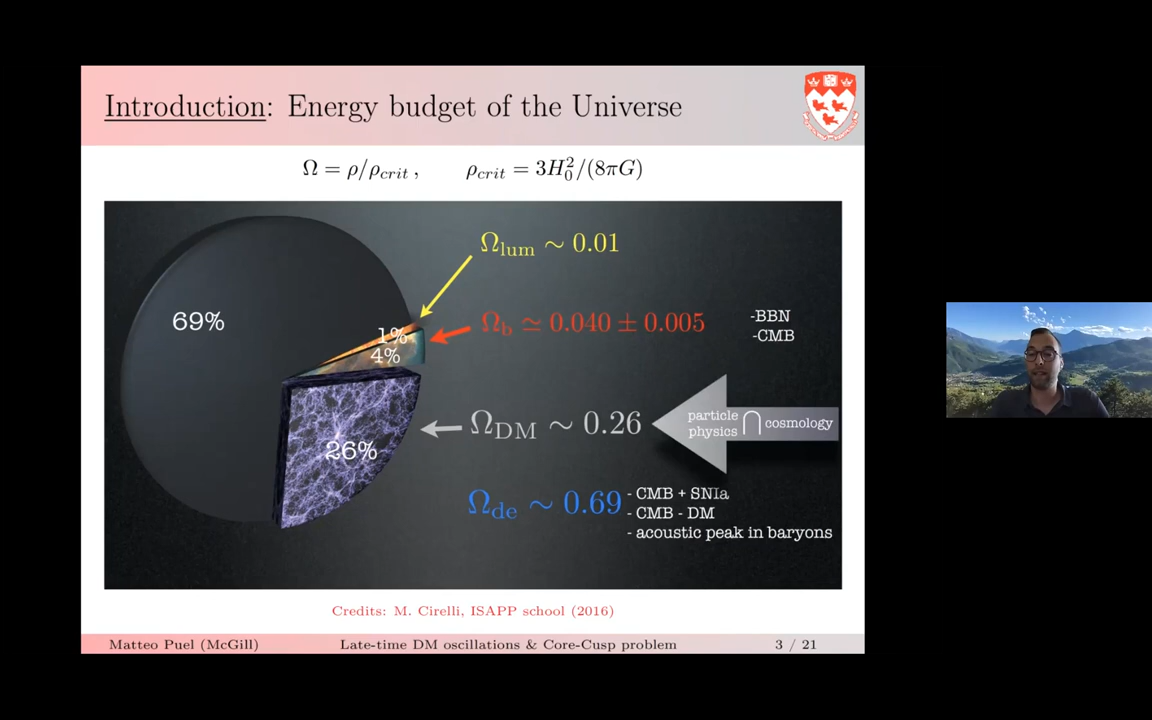 Introduction: Energy budget of the Universe
Ω = ρ/ρ_crit , ρ_crit = 3H_0^2/(8πG)
Ω_lum ∼ 0.01
69%
1%
Ω_b ≃ 0.040 ± 0.005
-BBN
-CMB
4%
26%
Ω_DM ∼ 0.26
particle physics ⋂ cosmology
Ω_de ∼ 0.69
- CMB + SNIa
- CMB - DM
- acoustic peak in baryons
Credits: M. Cirelli, ISAPP school (2016)
Matteo Puel (McGill) Late-time DM oscillations & Core-Cusp problem 3 / 21